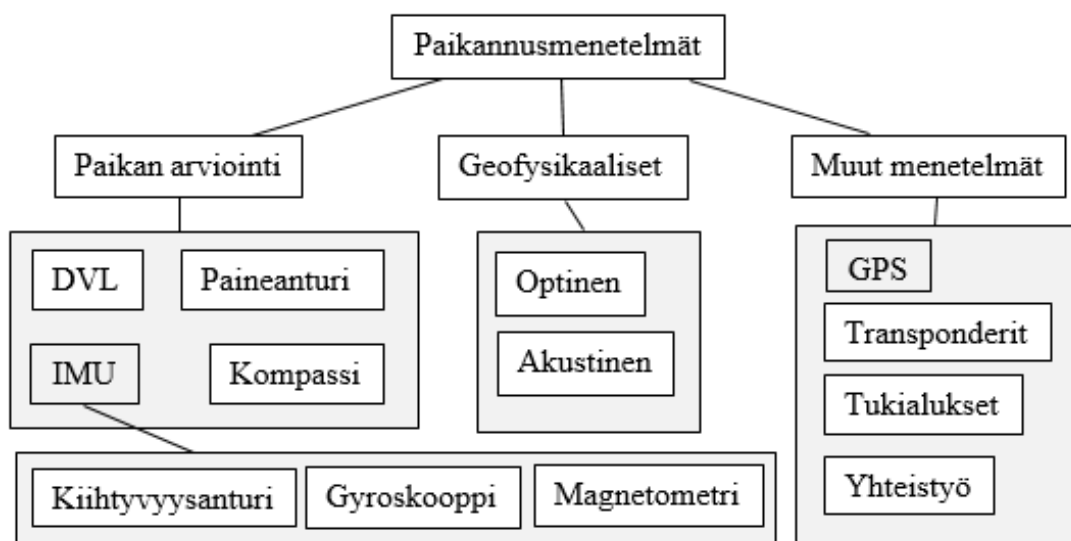 Paikannusmenetelmät
Paikan arviointi
Geofysikaaliset
Muut menetelmät
DVL
Paineanturi
IMU
Kompassi
Optinen
Akustinen
GPS
Transponderit
Tukialukset
Yhteistyö
Kiihtyvyysanturi
Gyroskooppi
Magnetometri